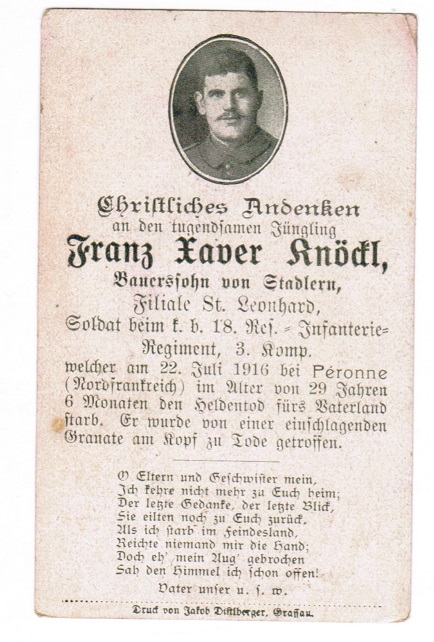 Christliches Andenken
an den tugendsamen Jüngling
Franz Xaver Knöckl,
Bauerssohn von Stadlern,
Filiale St. Leonhard,
Soldat beim k. b. 18. Res.-Infanterie-
Regiment, 3. Komp.
welcher am 22. Juli 1916 bei Péronne
(Nordfrankreich) im Alter von 29 Jahren
6 Monaten den Heldentod fürs Vaterland
starb. Er wurde von einer einschlagenden
Granate am Kopf zu Tode getroffen.
O Eltern und Geschwister mein,
Ich kehre nicht mehr zu Euch heim;
Der letzte Gedanke, der letzte Blick,
Sie eilten noch zu Euch zurück.
Als ich starb im Feindesland,
Reichte niemand mir die Hand;
Doch eh' mein Aug' gebrochen
Sah den Himmel ich schon offen!
Vater unser u. s. w.
Druck von Jakob Distlberger, Graffau.